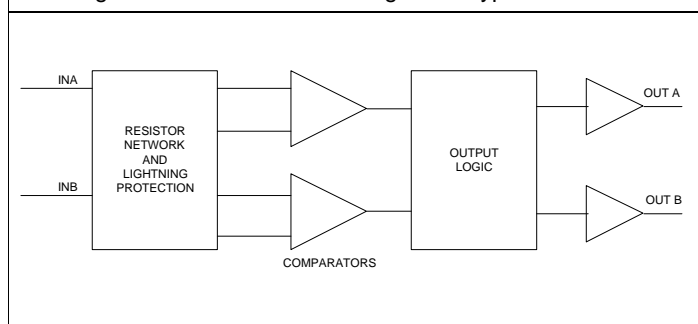 INA
RESISTOR
NETWORK
AND
LIGHTNING
PROTECTION
INB
COMPARATORS
OUTPUT
LOGIC
OUT A
OUT B